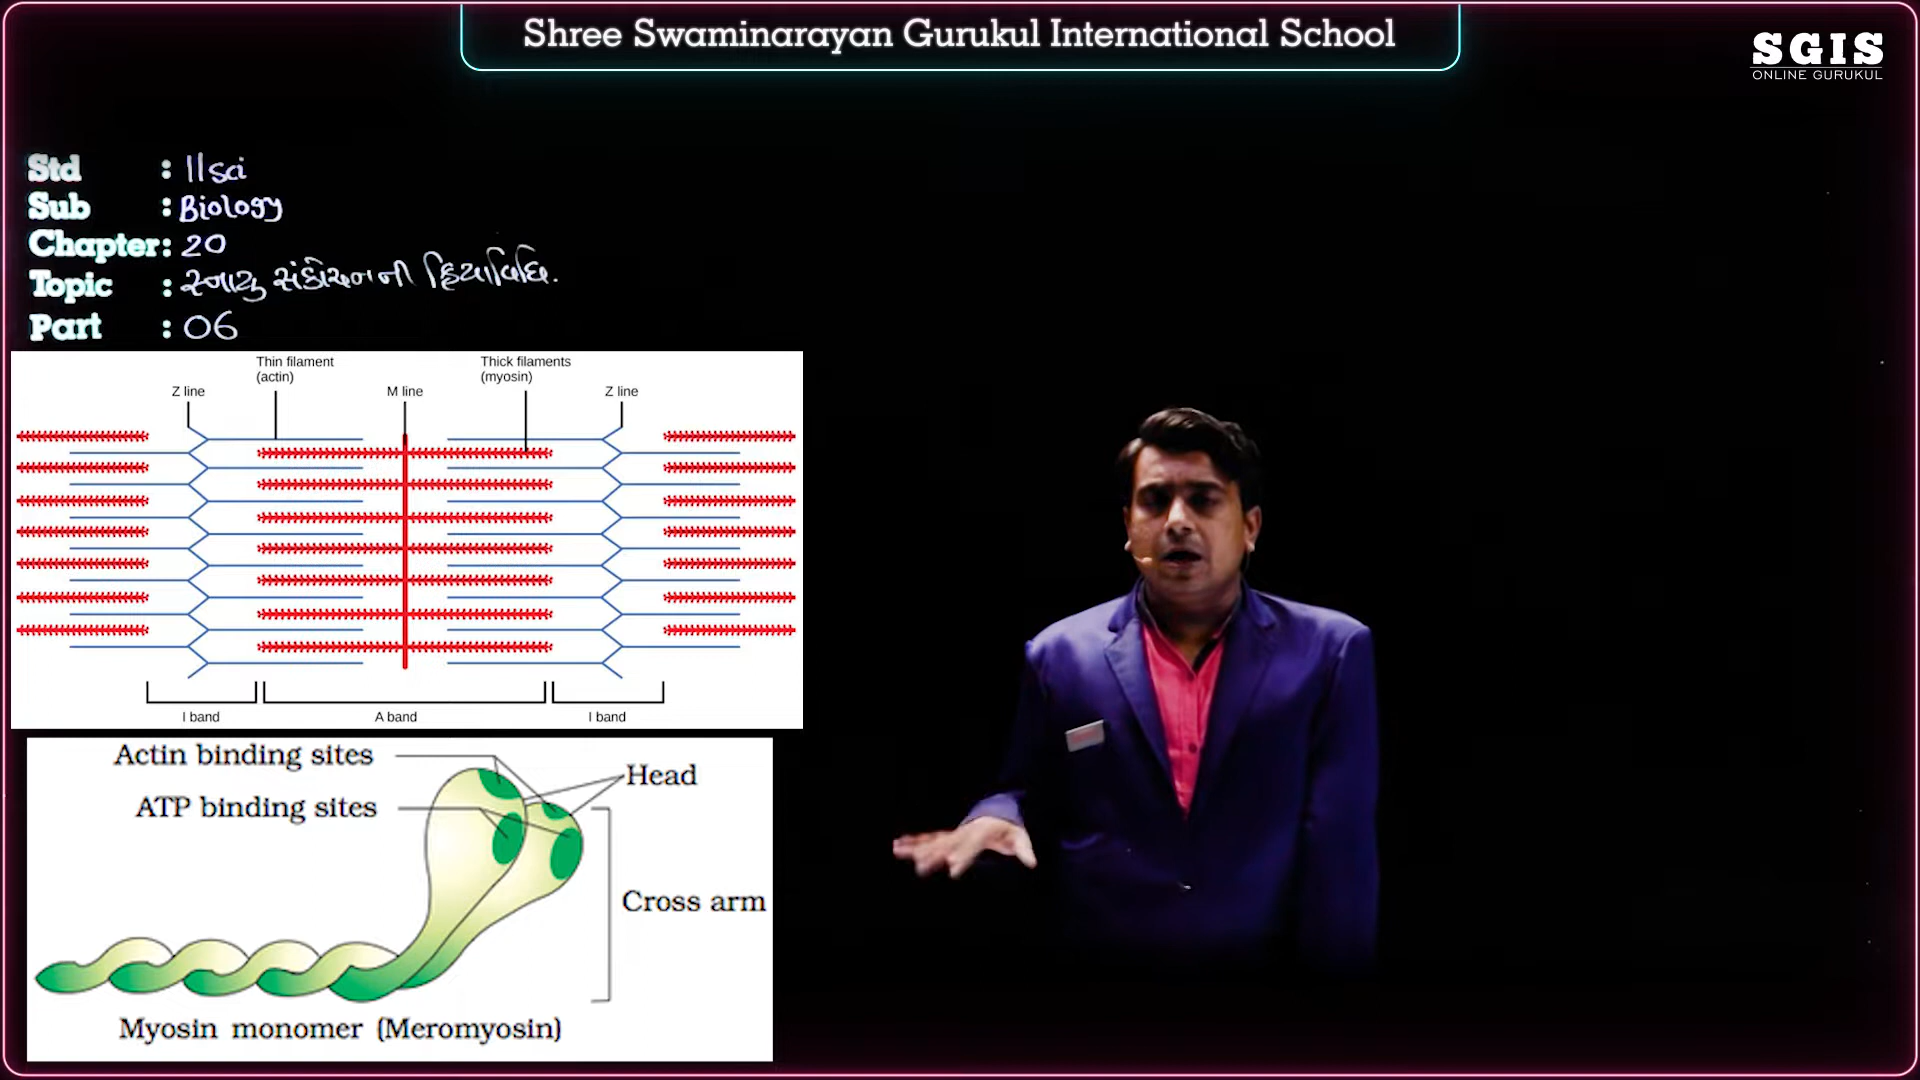 Shree Swaminarayan Gurukul International School
SGIS
ONLINE GURUKUL
Std : 11 sci
Sub : Biology
Chapter : 20
Topic : સ્નાયુ સંકોચનની ક્રિયાવિધિ.
Part : 06
Thin filament
(actin)
Thick filaments
(myosin)
Z line
M line
Z line
I band
A band
I band
Actin binding sites
Head
ATP binding sites
Cross arm
Myosin monomer (Meromyosin)